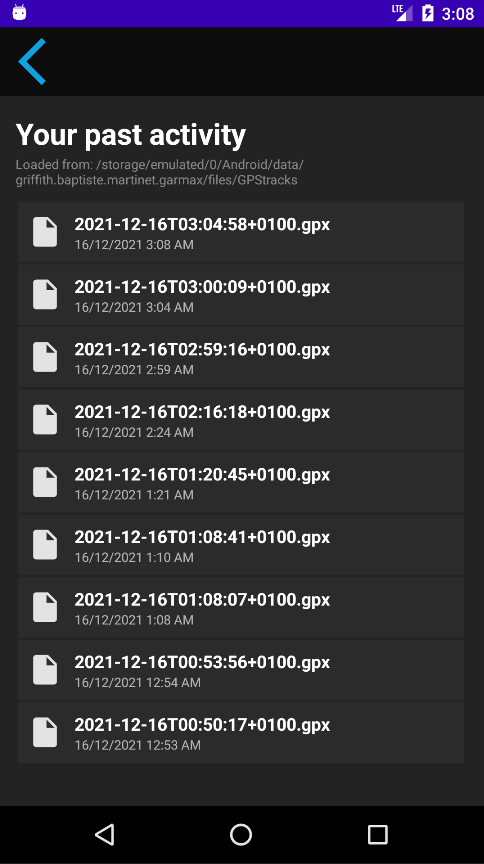 LTE 3:08
Your past activity
Loaded from: /storage/emulated/0/Android/data/
griffith.baptiste.martinet.garmax/files/GPStracks
2021-12-16T03:04:58+0100.gpx
16/12/2021 3:08 AM
2021-12-16T03:00:09+0100.gpx
16/12/2021 3:04 AM
2021-12-16T02:59:16+0100.gpx
16/12/2021 2:59 AM
2021-12-16T02:16:18+0100.gpx
16/12/2021 2:24 AM
2021-12-16T01:20:45+0100.gpx
16/12/2021 1:21 AM
2021-12-16T01:08:41+0100.gpx
16/12/2021 1:10 AM
2021-12-16T01:08:07+0100.gpx
16/12/2021 1:08 AM
2021-12-16T00:53:56+0100.gpx
16/12/2021 12:54 AM
2021-12-16T00:50:17+0100.gpx
16/12/2021 12:53 AM